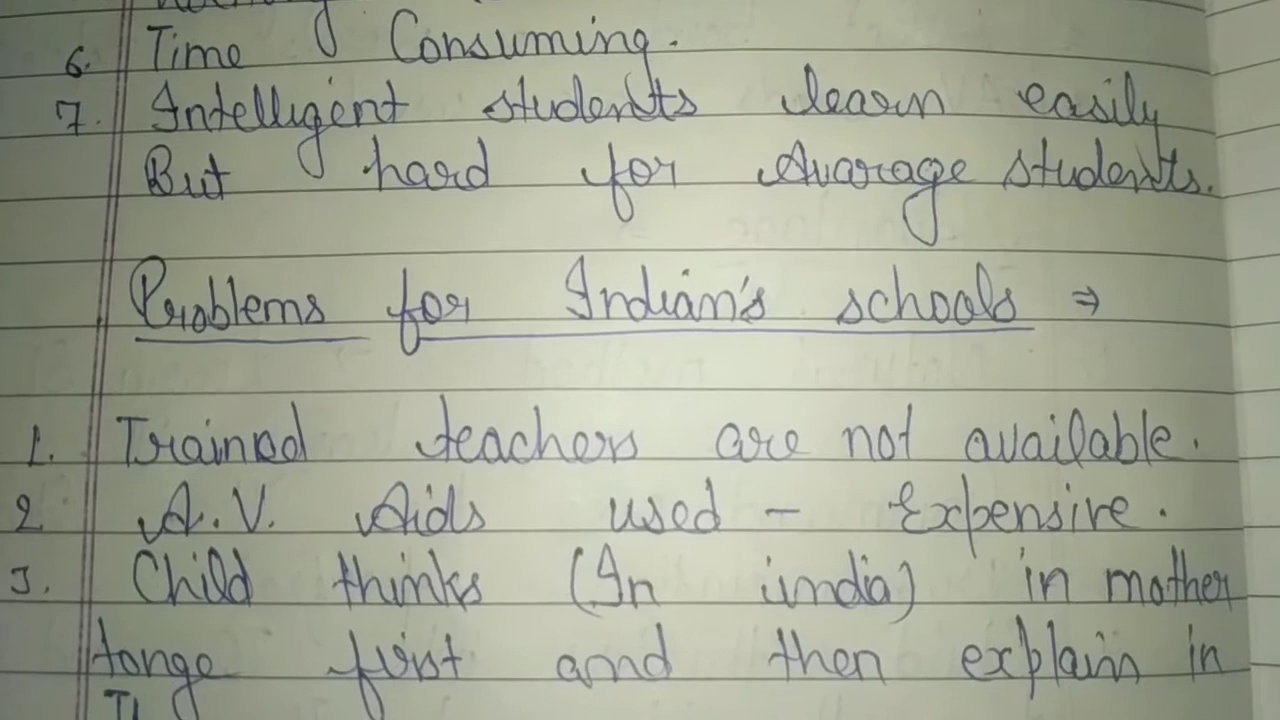 6. Time Consuming.
7. Intelligent students learn easily
But hard for Avarage students.
Problems for Indian's schools ⇒
1. Trained teachers are not available.
2 A.V. Aids used - Expensive.
3. Child thinks (In india) in mother
tonge first and then explain in